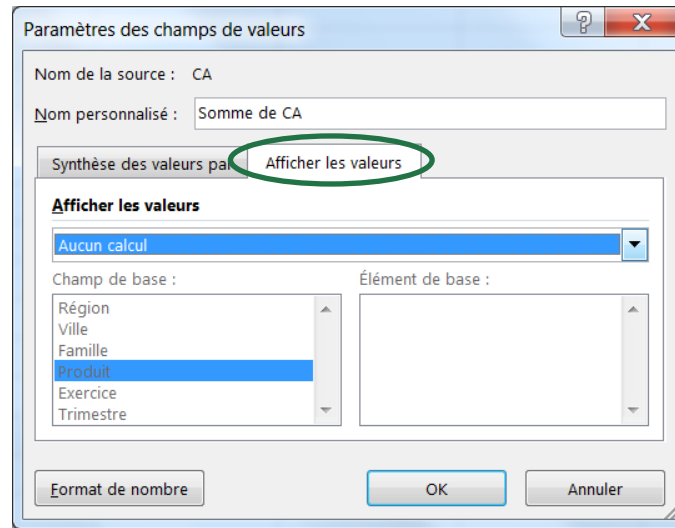 Paramètres des champs de valeurs
Nom de la source : CA
Nom personnalisé : Somme de CA
Synthèse des valeurs par Afficher les valeurs
Afficher les valeurs
Aucun calcul
Champ de base : Élément de base :
Région
Ville
Famille
Produit
Exercice
Trimestre
Format de nombre OK Annuler